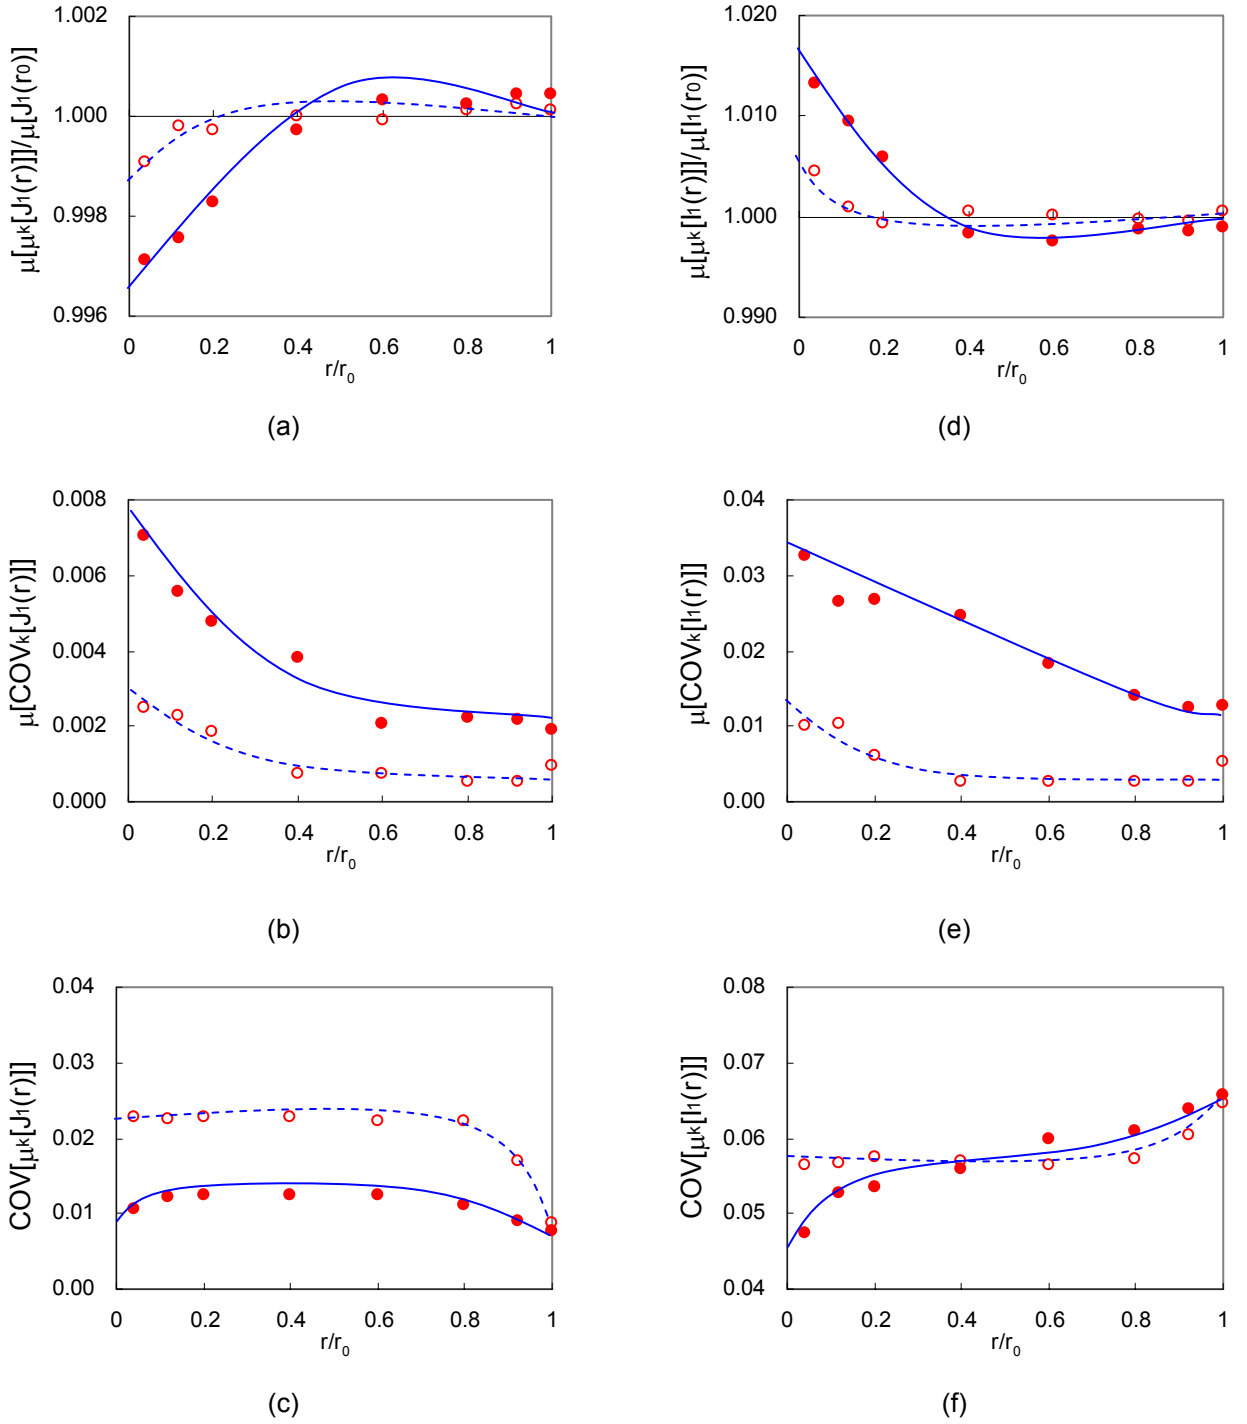 μ[μk[J1(r)]]/μ[J1(r0)]
1.002
1.000
0.998
0.996
0 0.2 0.4 0.6 0.8 1
r/r0
(a)
μ[μk[I1(r)]]/μ[I1(r0)]
1.020
1.010
1.000
0.990
0 0.2 0.4 0.6 0.8 1
r/r0
(d)
μ[COVk[J1(r)]]
0.008
0.006
0.004
0.002
0.000
0 0.2 0.4 0.6 0.8 1
r/r0
(b)
μ[COVk[I1(r)]]
0.04
0.03
0.02
0.01
0.00
0 0.2 0.4 0.6 0.8 1
r/r0
(e)
COV[μk[J1(r)]]
0.04
0.03
0.02
0.01
0.00
0 0.2 0.4 0.6 0.8 1
r/r0
(c)
COV[μk[I1(r)]]
0.08
0.07
0.06
0.05
0.04
0 0.2 0.4 0.6 0.8 1
r/r0
(f)